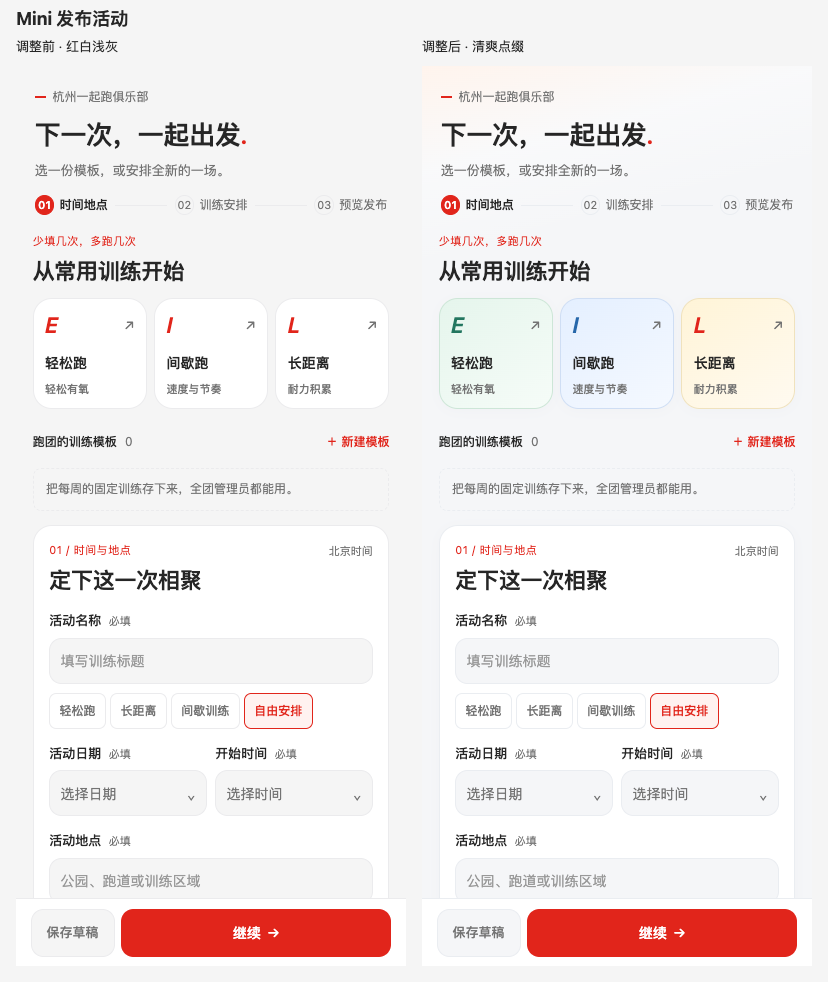 Mini 发布活动
调整前 · 红白浅灰
杭州一起跑俱乐部
下一次，一起出发.
选一份模板，或安排全新的一场。
01 时间地点 02 训练安排 03 预览发布
少填几次，多跑几次
从常用训练开始
E ↗ I ↗ L ↗
轻松跑 间歇跑 长距离
轻松有氧 速度与节奏 耐力积累
跑团的训练模板 0 + 新建模板
把每周的固定训练存下来，全团管理员都能用。
01 / 时间与地点 北京时间
定下这一次相聚
活动名称 必填
填写训练标题
轻松跑 长距离 间歇训练 自由安排
活动日期 必填 开始时间 必填
选择日期 选择时间
活动地点 必填
公园、跑道或训练区域
保存草稿 继续 →
调整后 · 清爽点缀
杭州一起跑俱乐部
下一次，一起出发.
选一份模板，或安排全新的一场。
01 时间地点 02 训练安排 03 预览发布
少填几次，多跑几次
从常用训练开始
E ↗ I ↗ L ↗
轻松跑 间歇跑 长距离
轻松有氧 速度与节奏 耐力积累
跑团的训练模板 0 + 新建模板
把每周的固定训练存下来，全团管理员都能用。
01 / 时间与地点 北京时间
定下这一次相聚
活动名称 必填
填写训练标题
轻松跑 长距离 间歇训练 自由安排
活动日期 必填 开始时间 必填
选择日期 选择时间
活动地点 必填
公园、跑道或训练区域
保存草稿 继续 →